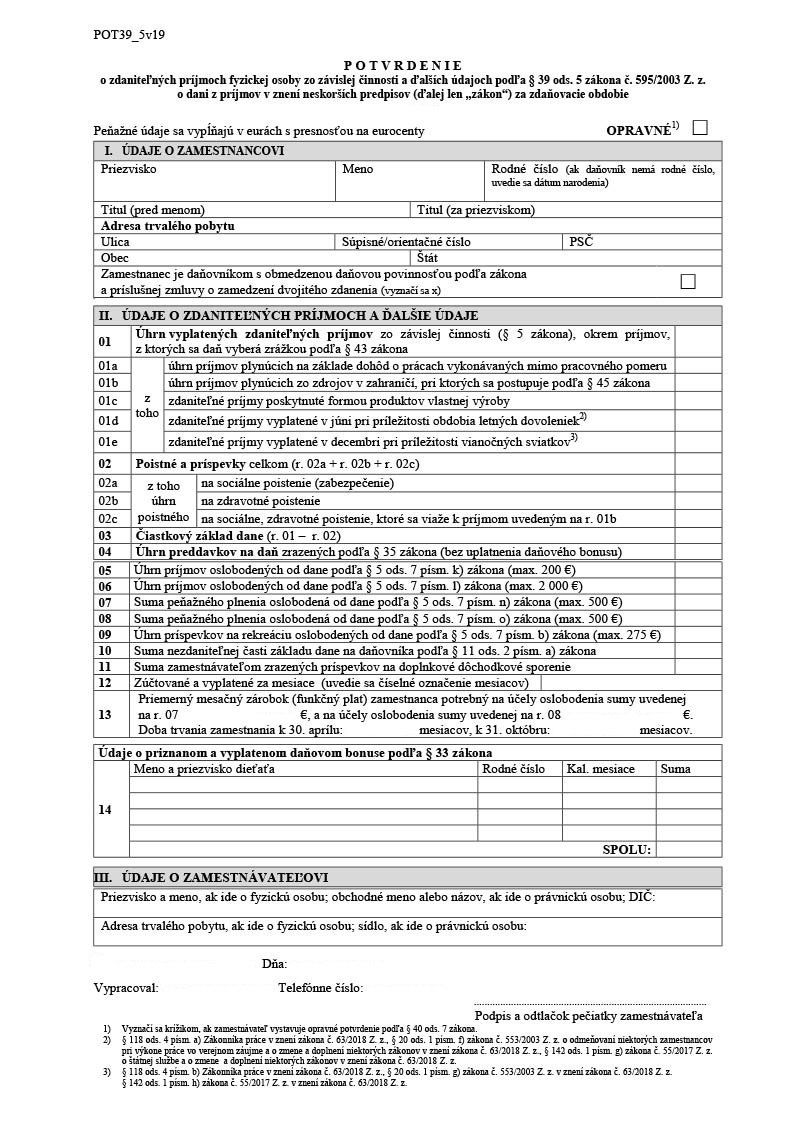 POT39_5v19
P O T V R D E N I E
o zdaniteľných príjmoch fyzickej osoby zo závislej činnosti a ďalších údajoch podľa § 39 ods. 5 zákona č. 595/2003 Z. z.
o dani z príjmov v znení neskorších predpisov (ďalej len „zákon“) za zdaňovacie obdobie
Peňažné údaje sa vypĺňajú v eurách s presnosťou na eurocenty OPRAVNÉ1)
I. ÚDAJE O ZAMESTNANCOVI
Priezvisko Meno Rodné číslo (ak daňovník nemá rodné číslo,
uvedie sa dátum narodenia)
Titul (pred menom) Titul (za priezviskom)
Adresa trvalého pobytu
Ulica Súpisné/orientačné číslo PSČ
Obec Štát
Zamestnanec je daňovníkom s obmedzenou daňovou povinnosťou podľa zákona
a príslušnej zmluvy o zamedzení dvojitého zdanenia (vyznačí sa x)
II. ÚDAJE O ZDANITEĽNÝCH PRÍJMOCH A ĎALŠIE ÚDAJE
01 Úhrn vyplatených zdaniteľných príjmov zo závislej činnosti (§ 5 zákona), okrem príjmov,
z ktorých sa daň vyberá zrážkou podľa § 43 zákona
01a z toho úhrn príjmov plynúcich na základe dohôd o prácach vykonávaných mimo pracovného pomeru
01b úhrn príjmov plynúcich zo zdrojov v zahraničí, pri ktorých sa postupuje podľa § 45 zákona
01c zdaniteľné príjmy poskytnuté formou produktov vlastnej výroby
01d zdaniteľné príjmy vyplatené v júni pri príležitosti obdobia letných dovoleniek2)
01e zdaniteľné príjmy vyplatené v decembri pri príležitosti vianočných sviatkov3)
02 Poistné a príspevky celkom (r. 02a + r. 02b + r. 02c)
02a z toho úhrn poistného na sociálne poistenie (zabezpečenie)
02b na zdravotné poistenie
02c na sociálne, zdravotné poistenie, ktoré sa viaže k príjmom uvedeným na r. 01b
03 Čiastkový základ dane (r. 01 – r. 02)
04 Úhrn preddavkov na daň zrazených podľa § 35 zákona (bez uplatnenia daňového bonusu)
05 Úhrn príjmov oslobodených od dane podľa § 5 ods. 7 písm. k) zákona (max. 200 €)
06 Úhrn príjmov oslobodených od dane podľa § 5 ods. 7 písm. l) zákona (max. 2 000 €)
07 Suma peňažného plnenia oslobodená od dane podľa § 5 ods. 7 písm. n) zákona (max. 500 €)
08 Suma peňažného plnenia oslobodená od dane podľa § 5 ods. 7 písm. o) zákona (max. 500 €)
09 Úhrn príspevkov na rekreáciu oslobodených od dane podľa § 5 ods. 7 písm. b) zákona (max. 275 €)
10 Suma nezdaniteľnej časti základu dane na daňovníka podľa § 11 ods. 2 písm. a) zákona
11 Suma zamestnávateľom zrazených príspevkov na doplnkové dôchodkové sporenie
12 Zúčtované a vyplatené za mesiace (uvedie sa číselné označenie mesiacov)
13 Priemerný mesačný zárobok (funkčný plat) zamestnanca potrebný na účely oslobodenia sumy uvedenej
na r. 07 €, a na účely oslobodenia sumy uvedenej na r. 08 €.
Doba trvania zamestnania k 30. aprílu: mesiacov, k 31. októbru: mesiacov.
Údaje o priznanom a vyplatenom daňovom bonuse podľa § 33 zákona
14 Meno a priezvisko dieťaťa Rodné číslo Kal. mesiace Suma
SPOLU:
III. ÚDAJE O ZAMESTNÁVATEĽOVI
Priezvisko a meno, ak ide o fyzickú osobu; obchodné meno alebo názov, ak ide o právnickú osobu; DIČ:
Adresa trvalého pobytu, ak ide o fyzickú osobu; sídlo, ak ide o právnickú osobu:
Dňa:
Vypracoval: Telefónne číslo:
Podpis a odtlačok pečiatky zamestnávateľa
1) Vyznačí sa krížikom, ak zamestnávateľ vystavuje opravné potvrdenie podľa § 40 ods. 7 zákona.
2) § 118 ods. 4 písm. a) Zákonníka práce v znení zákona č. 63/2018 Z. z., § 20 ods. 1 písm. f) zákona č. 553/2003 Z. z. o odmeňovaní niektorých zamestnancov
pri výkone práce vo verejnom záujme a o zmene a doplnení niektorých zákonov v znení zákona č. 63/2018 Z. z., § 142 ods. 1 písm. g) zákona č. 55/2017 Z. z.
o štátnej službe a o zmene a doplnení niektorých zákonov v znení zákona č. 63/2018 Z. z.
3) § 118 ods. 4 písm. b) Zákonníka práce v znení zákona č. 63/2018 Z. z., § 20 ods. 1 písm. g) zákona č. 553/2003 Z. z. v znení zákona č. 63/2018 Z. z.
§ 142 ods. 1 písm. h) zákona č. 55/2017 Z. z. v znení zákona č. 63/2018 Z. z.